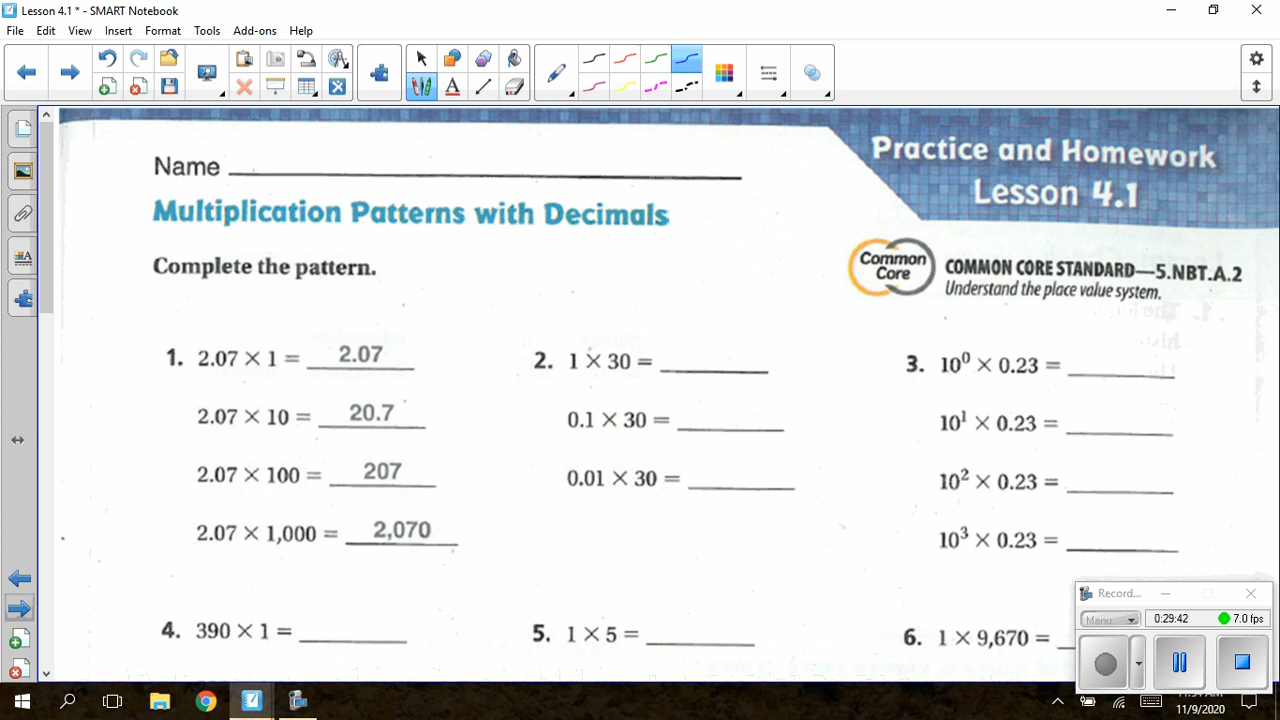 Lesson 4.1 * - SMART Notebook
File Edit View Insert Format Tools Add-ons Help
Practice and Homework
Lesson 4.1
Name
Multiplication Patterns with Decimals
Complete the pattern.
Common
Core
COMMON CORE STANDARD—5.NBT.A.2
Understand the place value system.
1. 2.07 × 1 = 2.07
2.07 × 10 = 20.7
2.07 × 100 = 207
2.07 × 1,000 = 2,070
2. 1 × 30 =
0.1 × 30 =
0.01 × 30 =
3. 10⁰ × 0.23 =
10¹ × 0.23 =
10² × 0.23 =
10³ × 0.23 =
4. 390 × 1 =
5. 1 × 5 =
6. 1 × 9,670 =
Record...
Menu 0:29:42 7.0 fps
11/9/2020